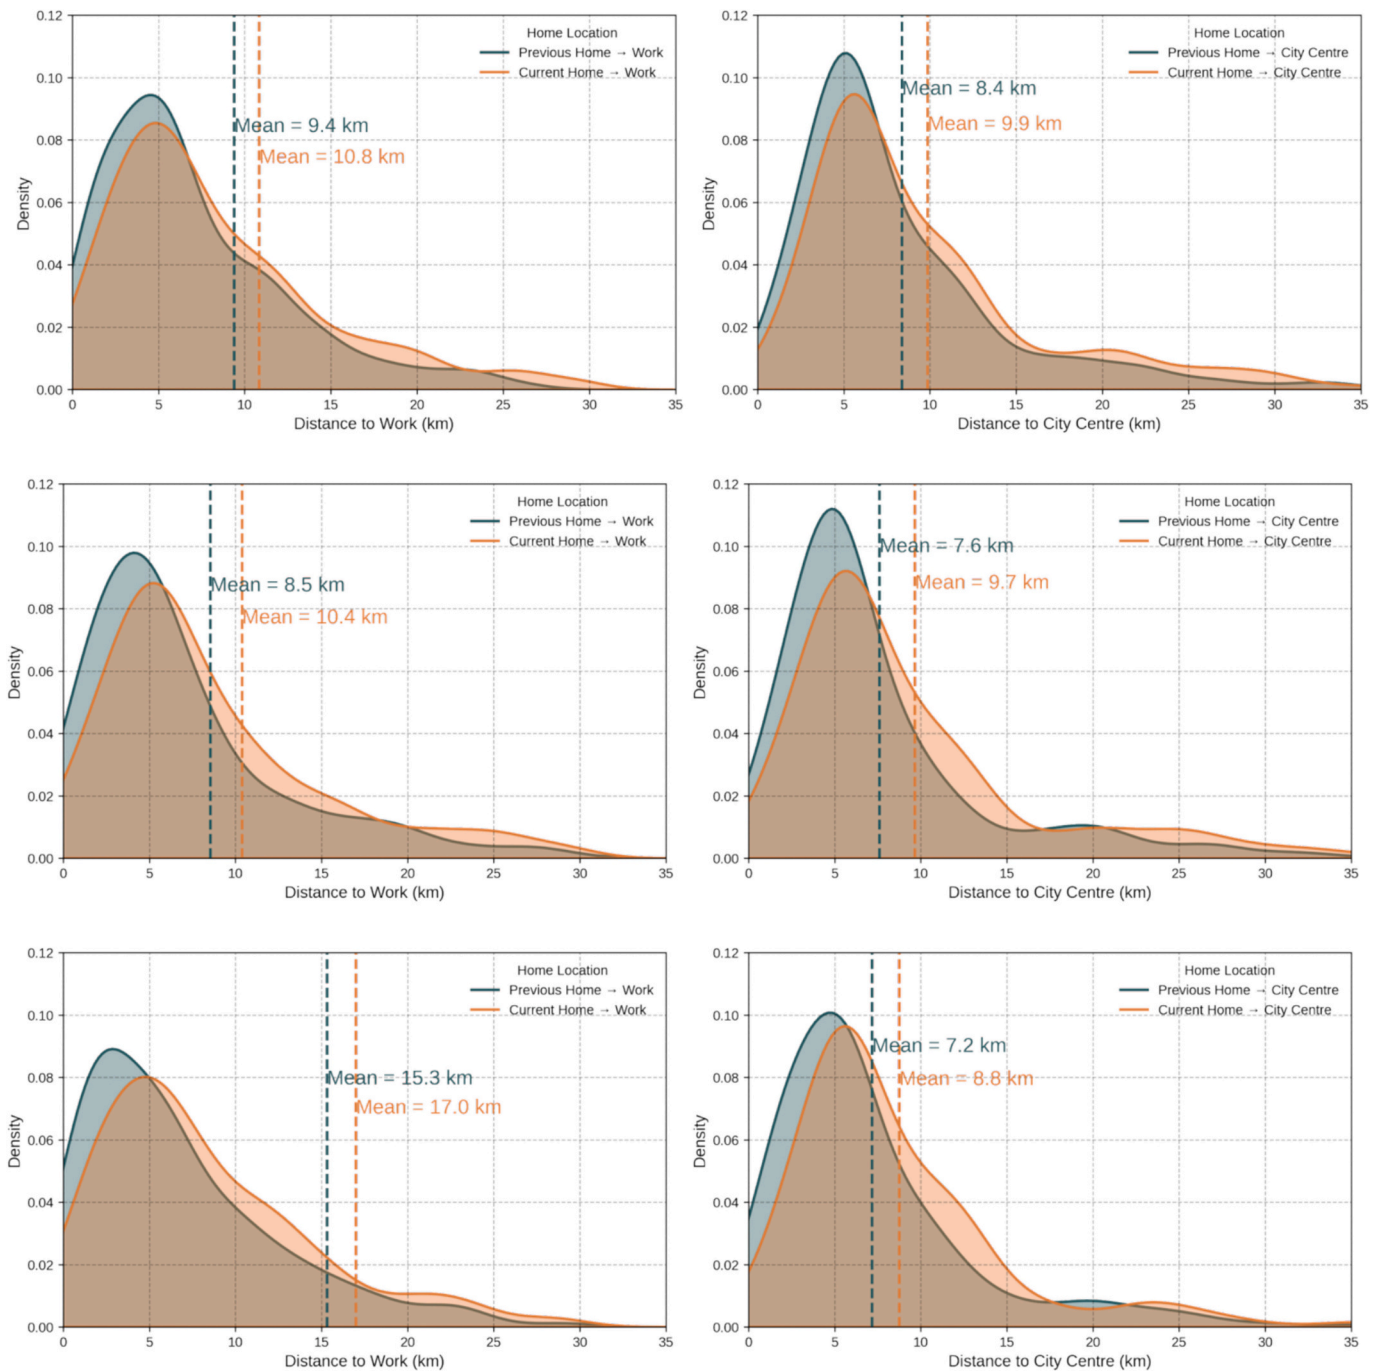 0.12
0.10
0.08
0.06
0.04
0.02
0.00
Density
Home Location
Previous Home → Work
Current Home → Work
Mean = 9.4 km
Mean = 10.8 km
0 5 10 15 20 25 30 35
Distance to Work (km)
0.12
0.10
0.08
0.06
0.04
0.02
0.00
Density
Home Location
Previous Home → City Centre
Current Home → City Centre
Mean = 8.4 km
Mean = 9.9 km
0 5 10 15 20 25 30 35
Distance to City Centre (km)
0.12
0.10
0.08
0.06
0.04
0.02
0.00
Density
Home Location
Previous Home → Work
Current Home → Work
Mean = 8.5 km
Mean = 10.4 km
0 5 10 15 20 25 30 35
Distance to Work (km)
0.12
0.10
0.08
0.06
0.04
0.02
0.00
Density
Home Location
Previous Home → City Centre
Current Home → City Centre
Mean = 7.6 km
Mean = 9.7 km
0 5 10 15 20 25 30 35
Distance to City Centre (km)
0.12
0.10
0.08
0.06
0.04
0.02
0.00
Density
Home Location
Previous Home → Work
Current Home → Work
Mean = 15.3 km
Mean = 17.0 km
0 5 10 15 20 25 30 35
Distance to Work (km)
0.12
0.10
0.08
0.06
0.04
0.02
0.00
Density
Home Location
Previous Home → City Centre
Current Home → City Centre
Mean = 7.2 km
Mean = 8.8 km
0 5 10 15 20 25 30 35
Distance to City Centre (km)